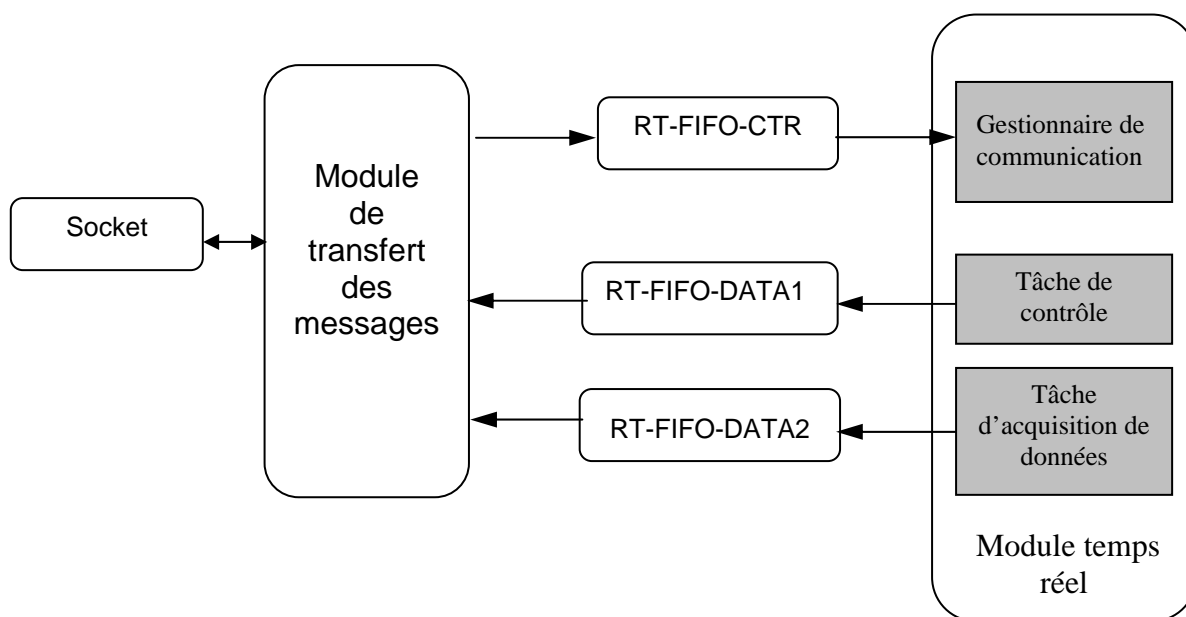 Socket
Module
de
transfert
des
messages
RT-FIFO-CTR
RT-FIFO-DATA1
RT-FIFO-DATA2
Gestionnaire de
communication
Tâche de
contrôle
Tâche
d’acquisition de
données
Module temps
réel